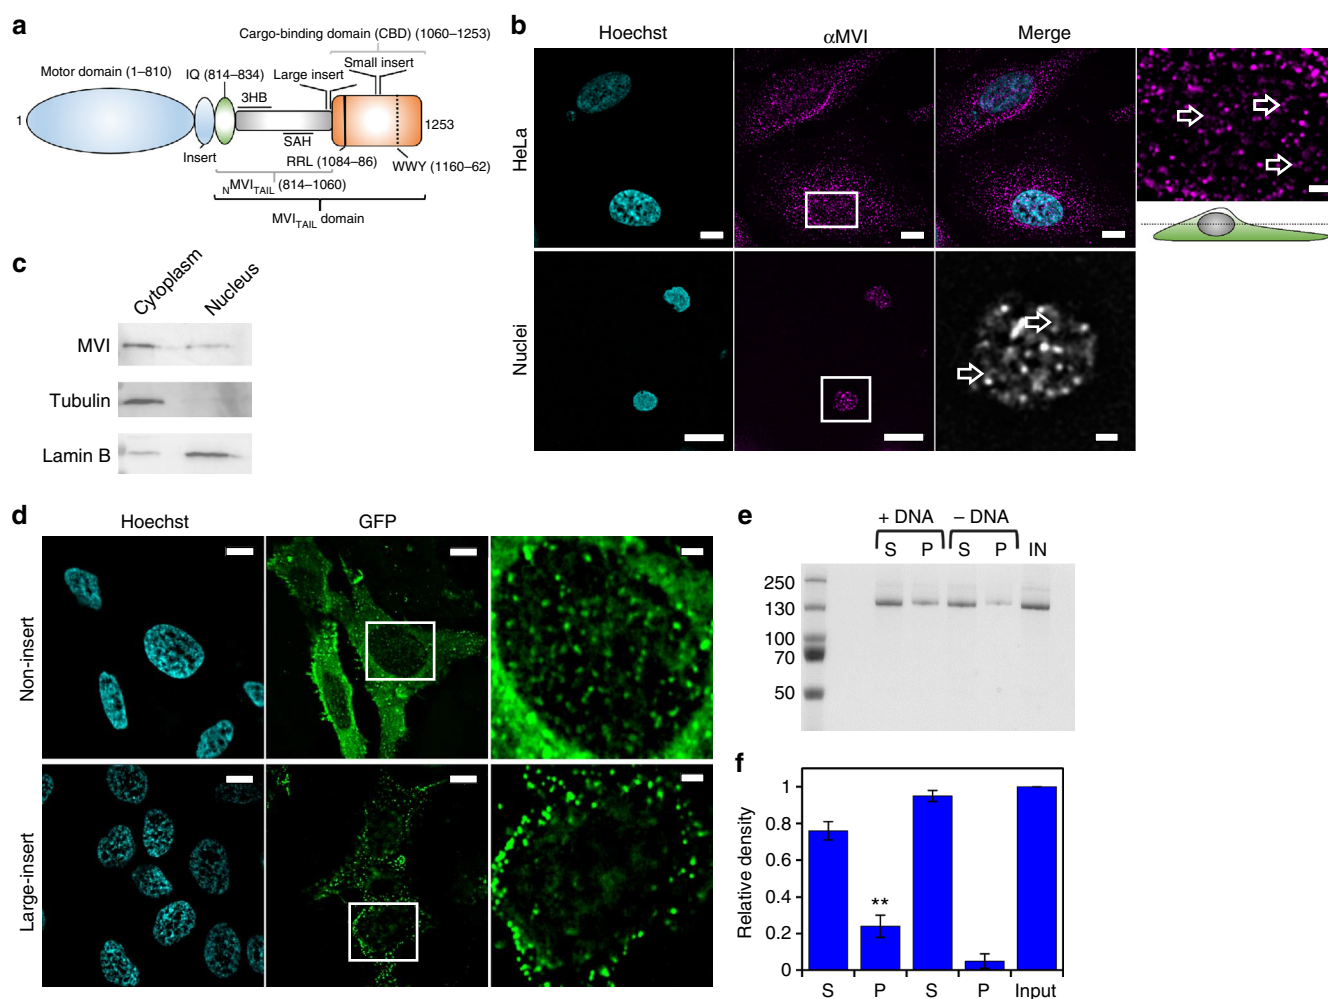 a
Cargo-binding domain (CBD) (1060–1253)
Small insert
Motor domain (1–810)
IQ (814–834)
Large insert
3HB
1
1253
SAH
Insert
RRL (1084–86)
WWY (1160–62)
NMVITAIL (814–1060)
MVITAIL domain
b
Hoechst
αMVI
Merge
HeLa
Nuclei
c
Cytoplasm
Nucleus
MVI
Tubulin
Lamin B
d
Hoechst
GFP
Non-insert
Large-insert
e
+ DNA
– DNA
S
P
S
P
IN
250
130
100
70
50
f
Relative density
1
0.8
0.6
0.4
0.2
0
**
S
P
S
P
Input